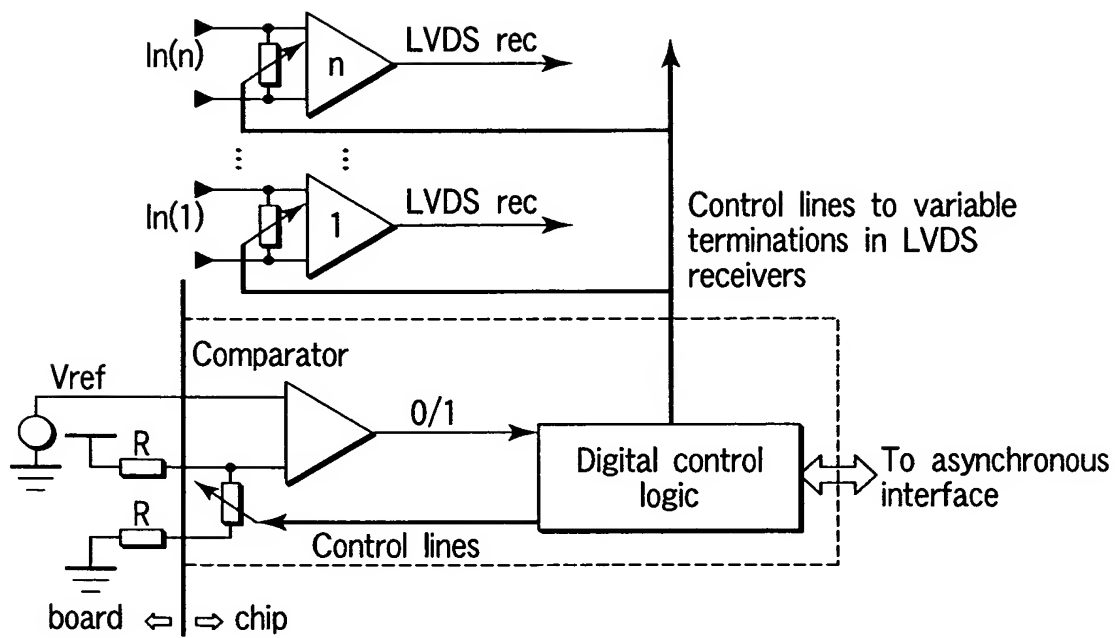 In(n)
n
LVDS rec
In(1)
1
LVDS rec
Control lines to variable
terminations in LVDS
receivers
Comparator
Vref
0/1
R
Digital control
logic
To asynchronous
interface
R
Control lines
board
chip